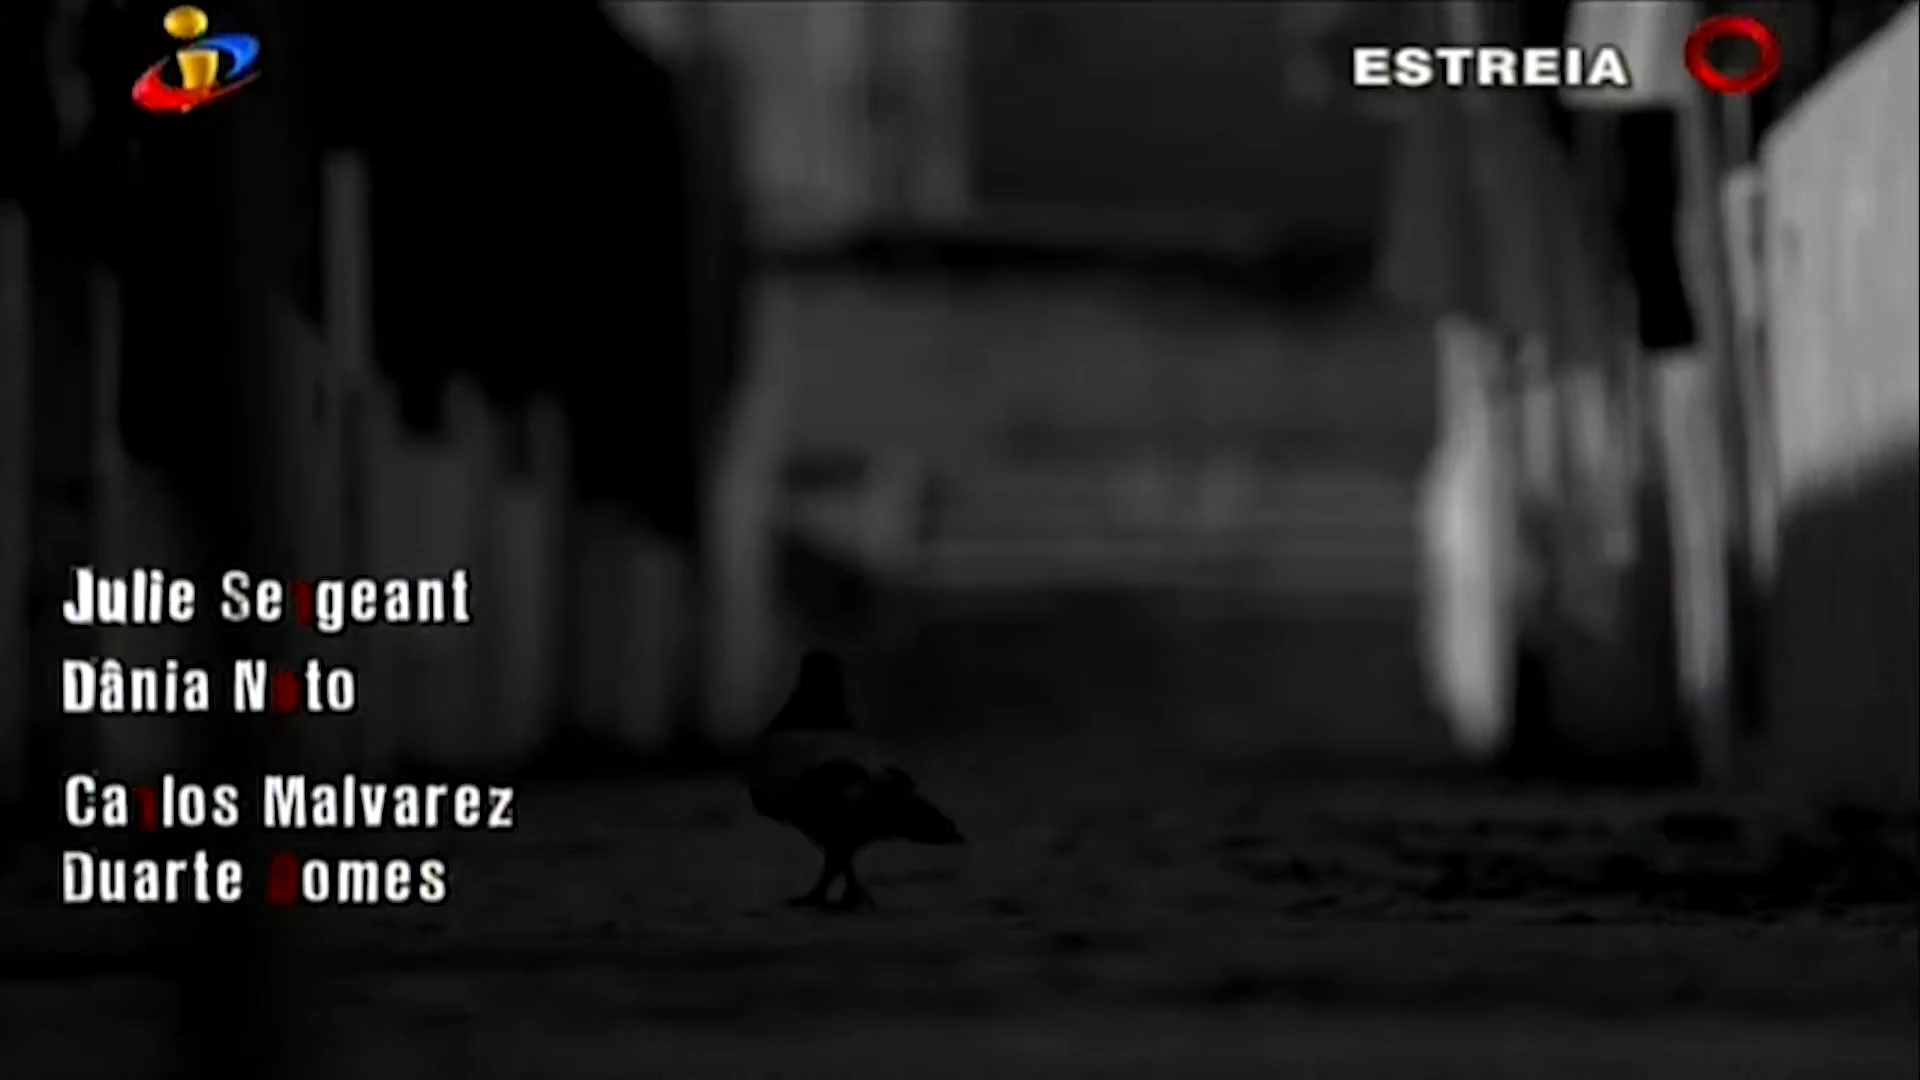 ESTREIA
Julie Sergeant
Dânia Neto
Carlos Malvarez
Duarte Gomes